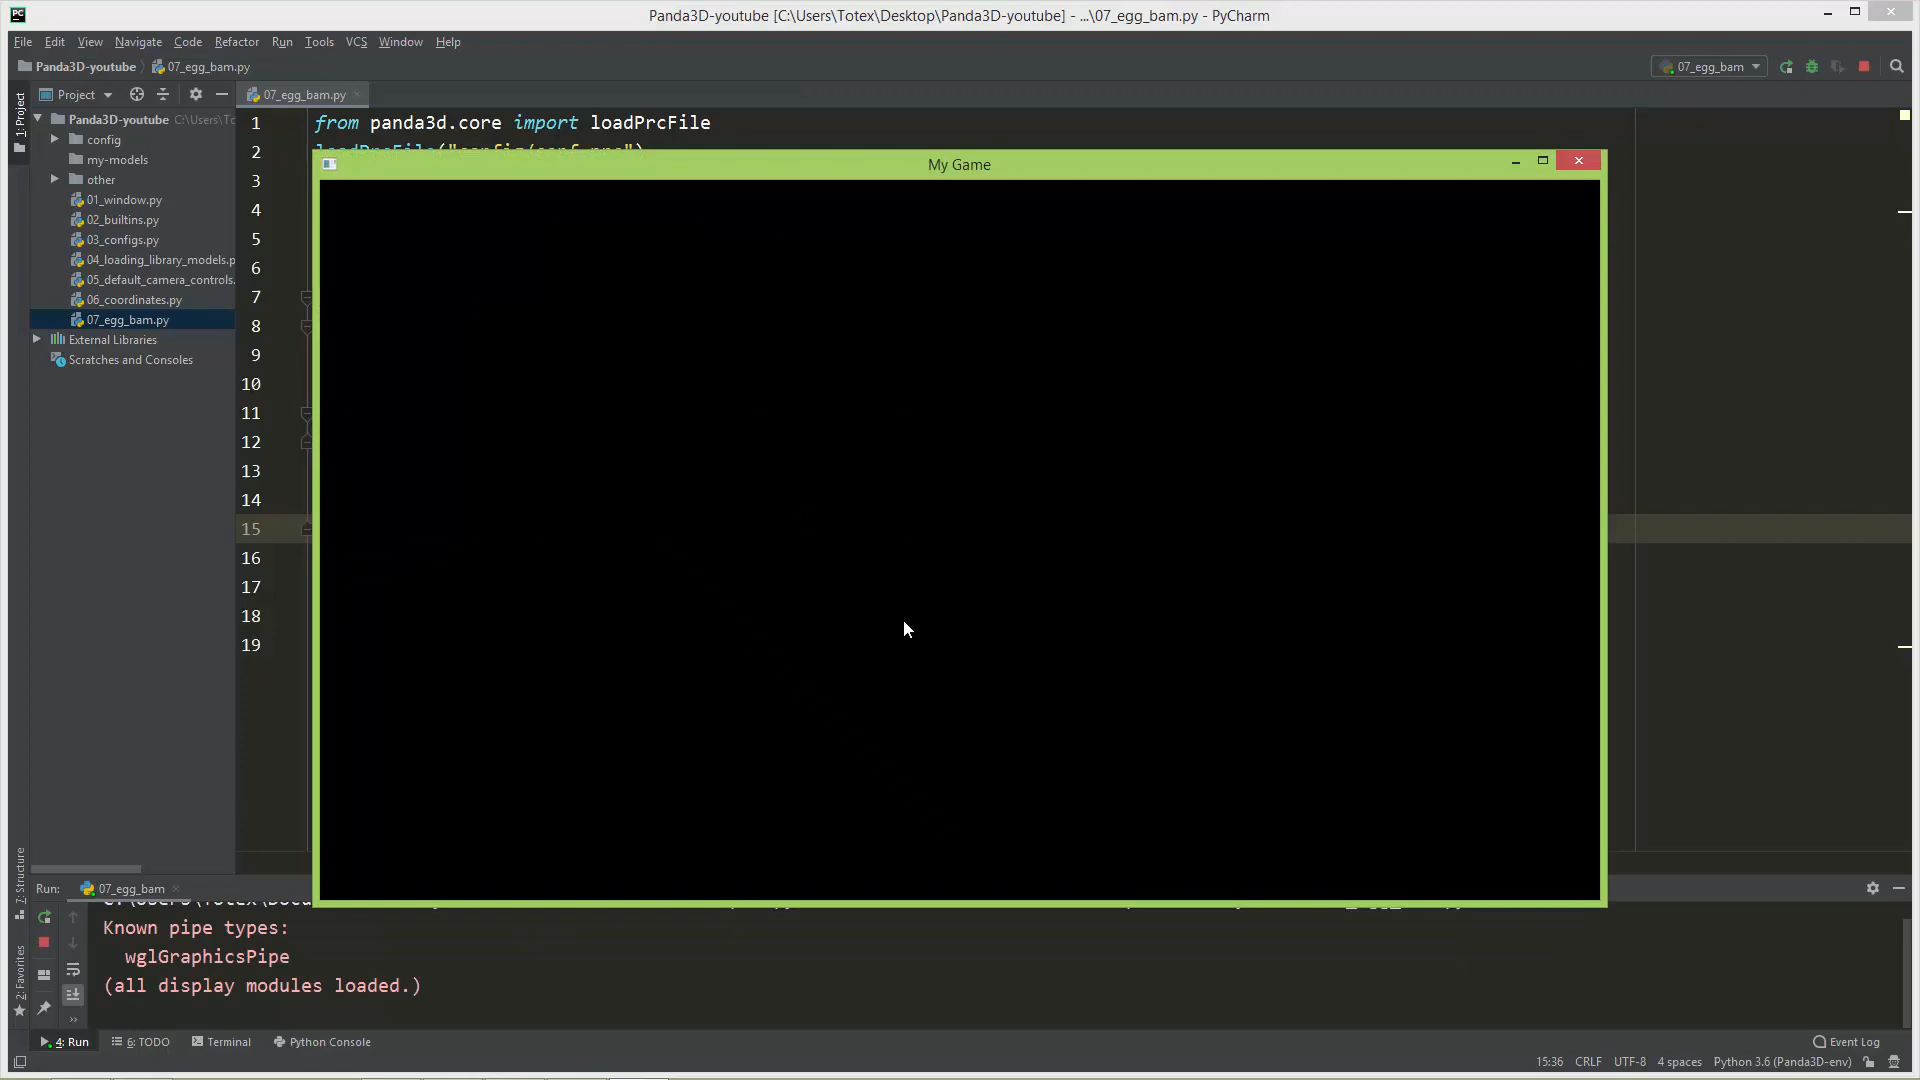 Panda3D-youtube [C:\Users\Totex\Desktop\Panda3D-youtube] - ...\07_egg_bam.py - PyCharm
File Edit View Navigate Code Refactor Run Tools VCS Window Help
Panda3D-youtube 07_egg_bam.py
07_egg_bam
Project
07_egg_bam.py
1: Project
Panda3D-youtube C:\Users\To
config
my-models
other
01_window.py
02_builtins.py
03_configs.py
04_loading_library_models.p
05_default_camera_controls.
06_coordinates.py
07_egg_bam.py
External Libraries
Scratches and Consoles
1 from panda3d.core import loadPrcFile
2
3
4
5
6
7
8
9
10
11
12
13
14
15
16
17
18
19
My Game
7: Structure
2: Favorites
Run: 07_egg_bam
Known pipe types:
wglGraphicsPipe
(all display modules loaded.)
4: Run 6: TODO Terminal Python Console
Event Log
15:36 CRLF UTF-8 4 spaces Python 3.6 (Panda3D-env)